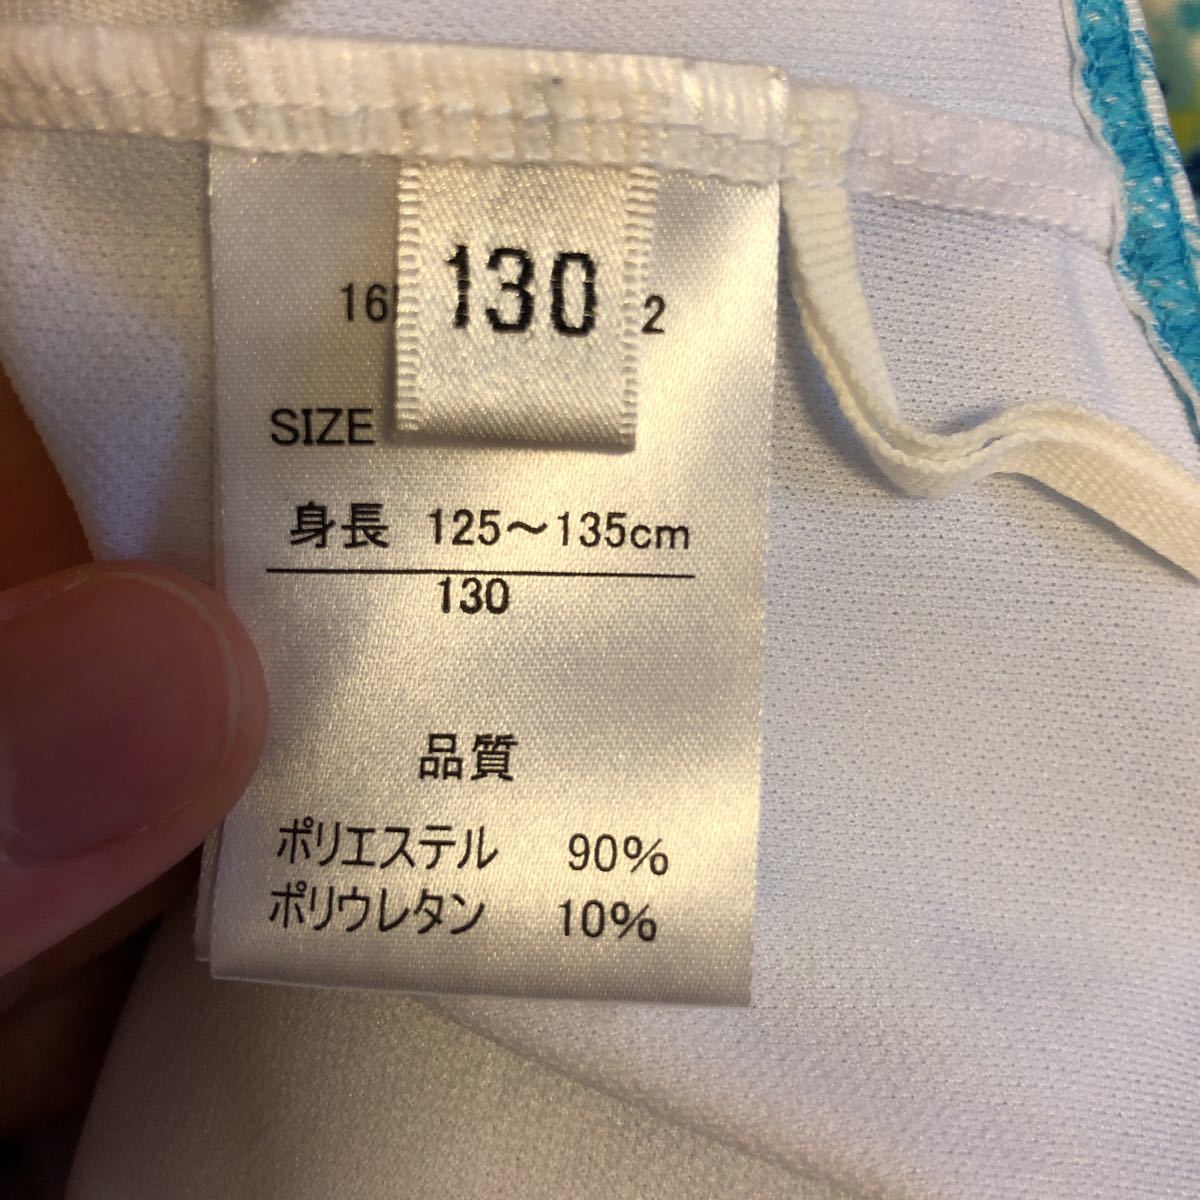 130
16 2
SIZE
身長 125～135cm
130
品質
ポリエステル 90%
ポリウレタン 10%